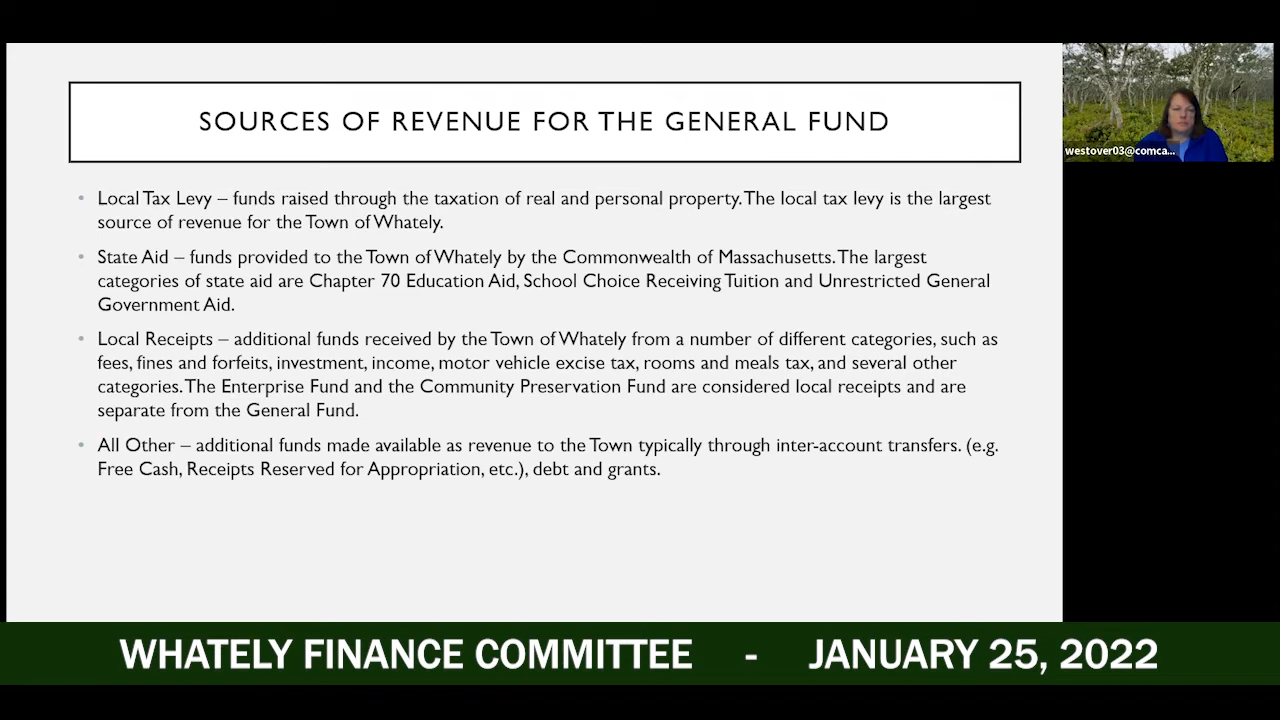 SOURCES OF REVENUE FOR THE GENERAL FUND
westover03@comca...
• Local Tax Levy – funds raised through the taxation of real and personal property. The local tax levy is the largest
source of revenue for the Town of Whately.
• State Aid – funds provided to the Town of Whately by the Commonwealth of Massachusetts. The largest
categories of state aid are Chapter 70 Education Aid, School Choice Receiving Tuition and Unrestricted General
Government Aid.
• Local Receipts – additional funds received by the Town of Whately from a number of different categories, such as
fees, fines and forfeits, investment, income, motor vehicle excise tax, rooms and meals tax, and several other
categories. The Enterprise Fund and the Community Preservation Fund are considered local receipts and are
separate from the General Fund.
• All Other – additional funds made available as revenue to the Town typically through inter-account transfers. (e.g.
Free Cash, Receipts Reserved for Appropriation, etc.), debt and grants.
WHATELY FINANCE COMMITTEE - JANUARY 25, 2022